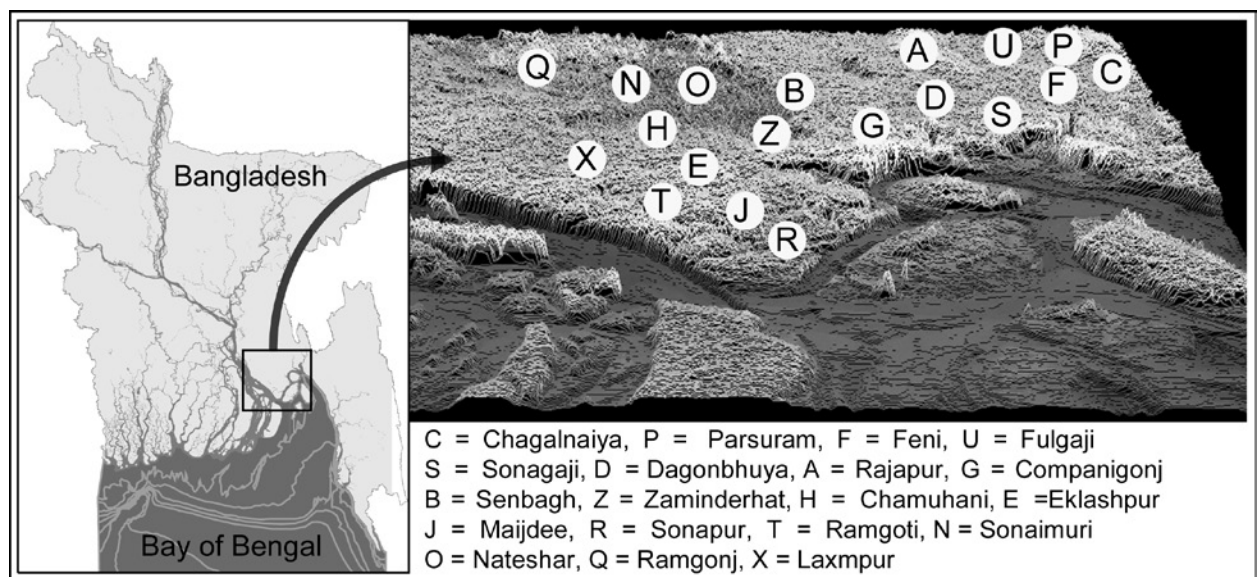 Bangladesh
Bay of Bengal
A U P
Q N O B D F C
H Z G S
X E
T J
R
C = Chagalnaiya, P = Parsuram, F = Feni, U = Fulgaji
S = Sonagaji, D = Dagonbhuya, A = Rajapur, G = Companigonj
B = Senbagh, Z = Zaminderhat, H = Chamuhani, E =Eklashpur
J = Maijdee, R = Sonapur, T = Ramgoti, N = Sonaimuri
O = Nateshar, Q = Ramgonj, X = Laxmpur